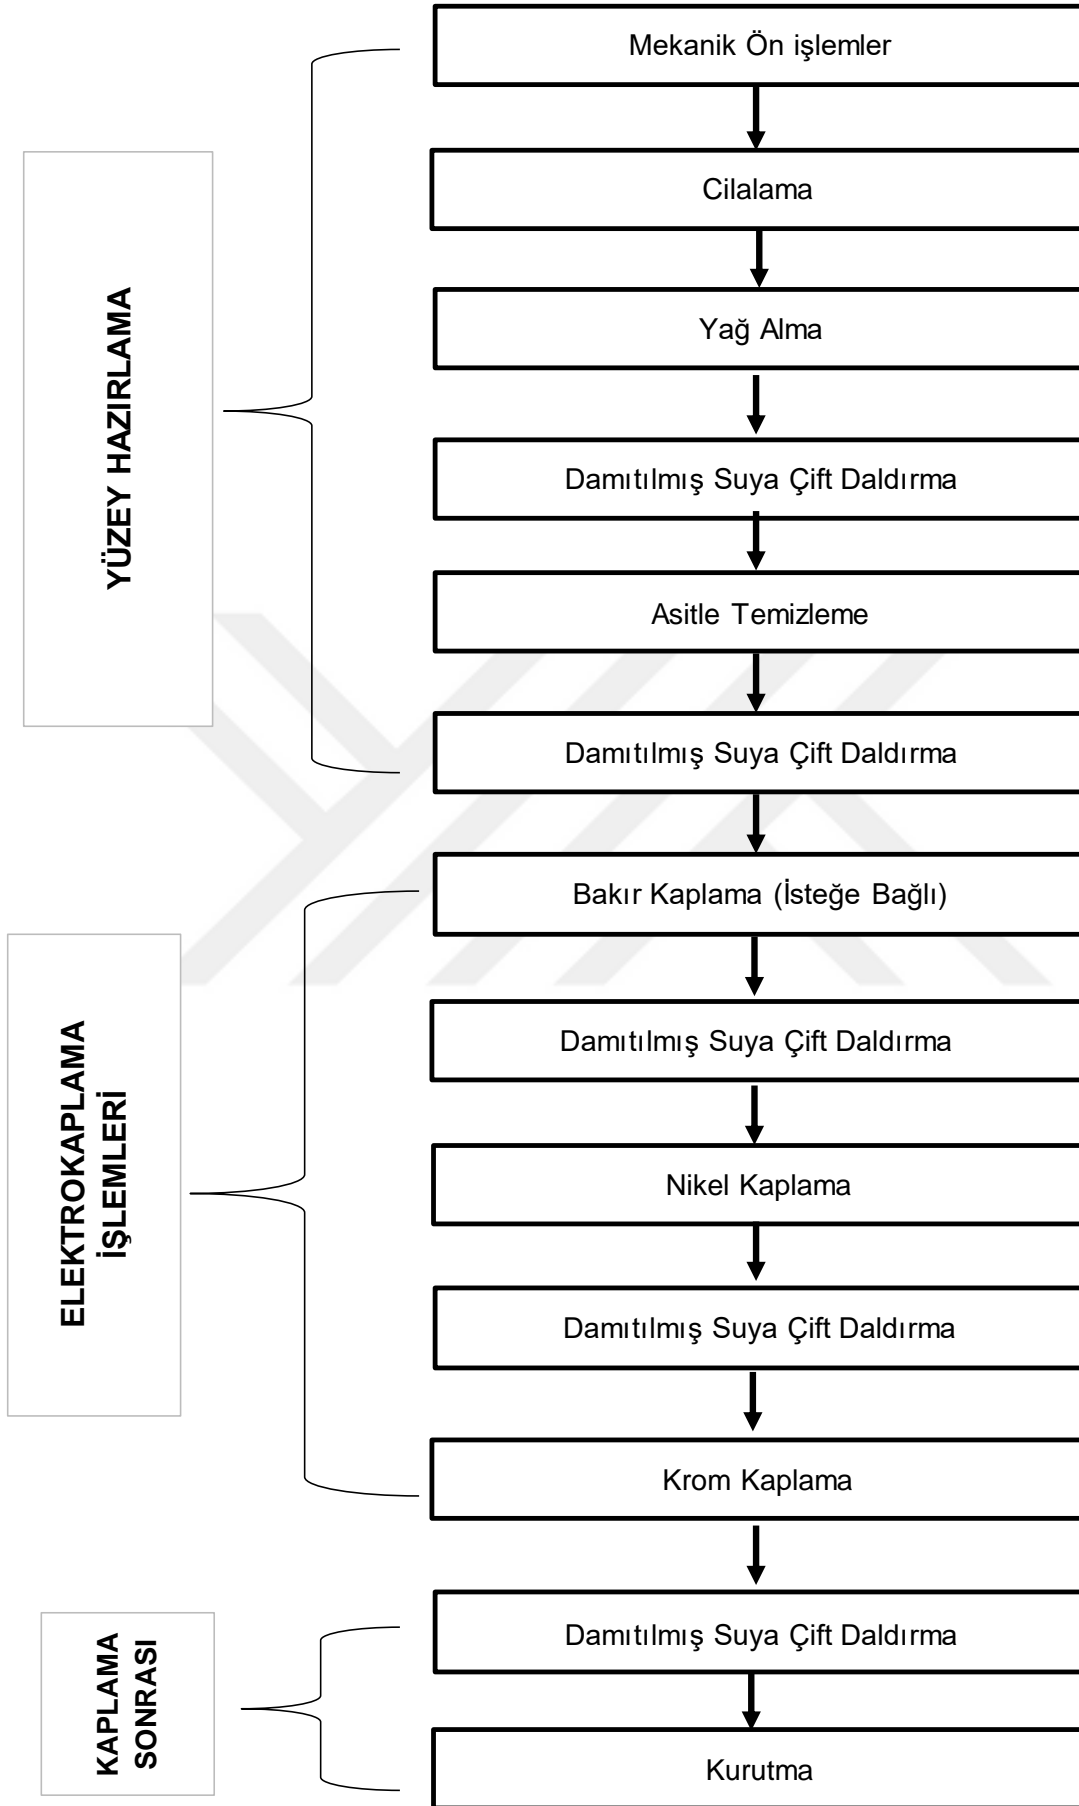 Mekanik Ön işlemler
Cilalama
Yağ Alma
Damıtılmış Suya Çift Daldırma
Asitle Temizleme
Damıtılmış Suya Çift Daldırma
YÜZEY HAZIRLAMA
Bakır Kaplama (İsteğe Bağlı)
Damıtılmış Suya Çift Daldırma
Nikel Kaplama
Damıtılmış Suya Çift Daldırma
Krom Kaplama
ELEKTROKAPLAMA
İŞLEMLERİ
Damıtılmış Suya Çift Daldırma
Kurutma
KAPLAMA
SONRASI